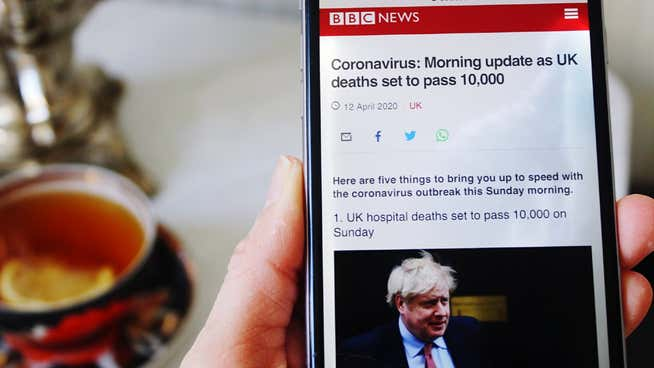 BBC NEWS
Coronavirus: Morning update as UK
deaths set to pass 10,000
12 April 2020 UK
Here are five things to bring you up to speed with
the coronavirus outbreak this Sunday morning.
1. UK hospital deaths set to pass 10,000 on
Sunday